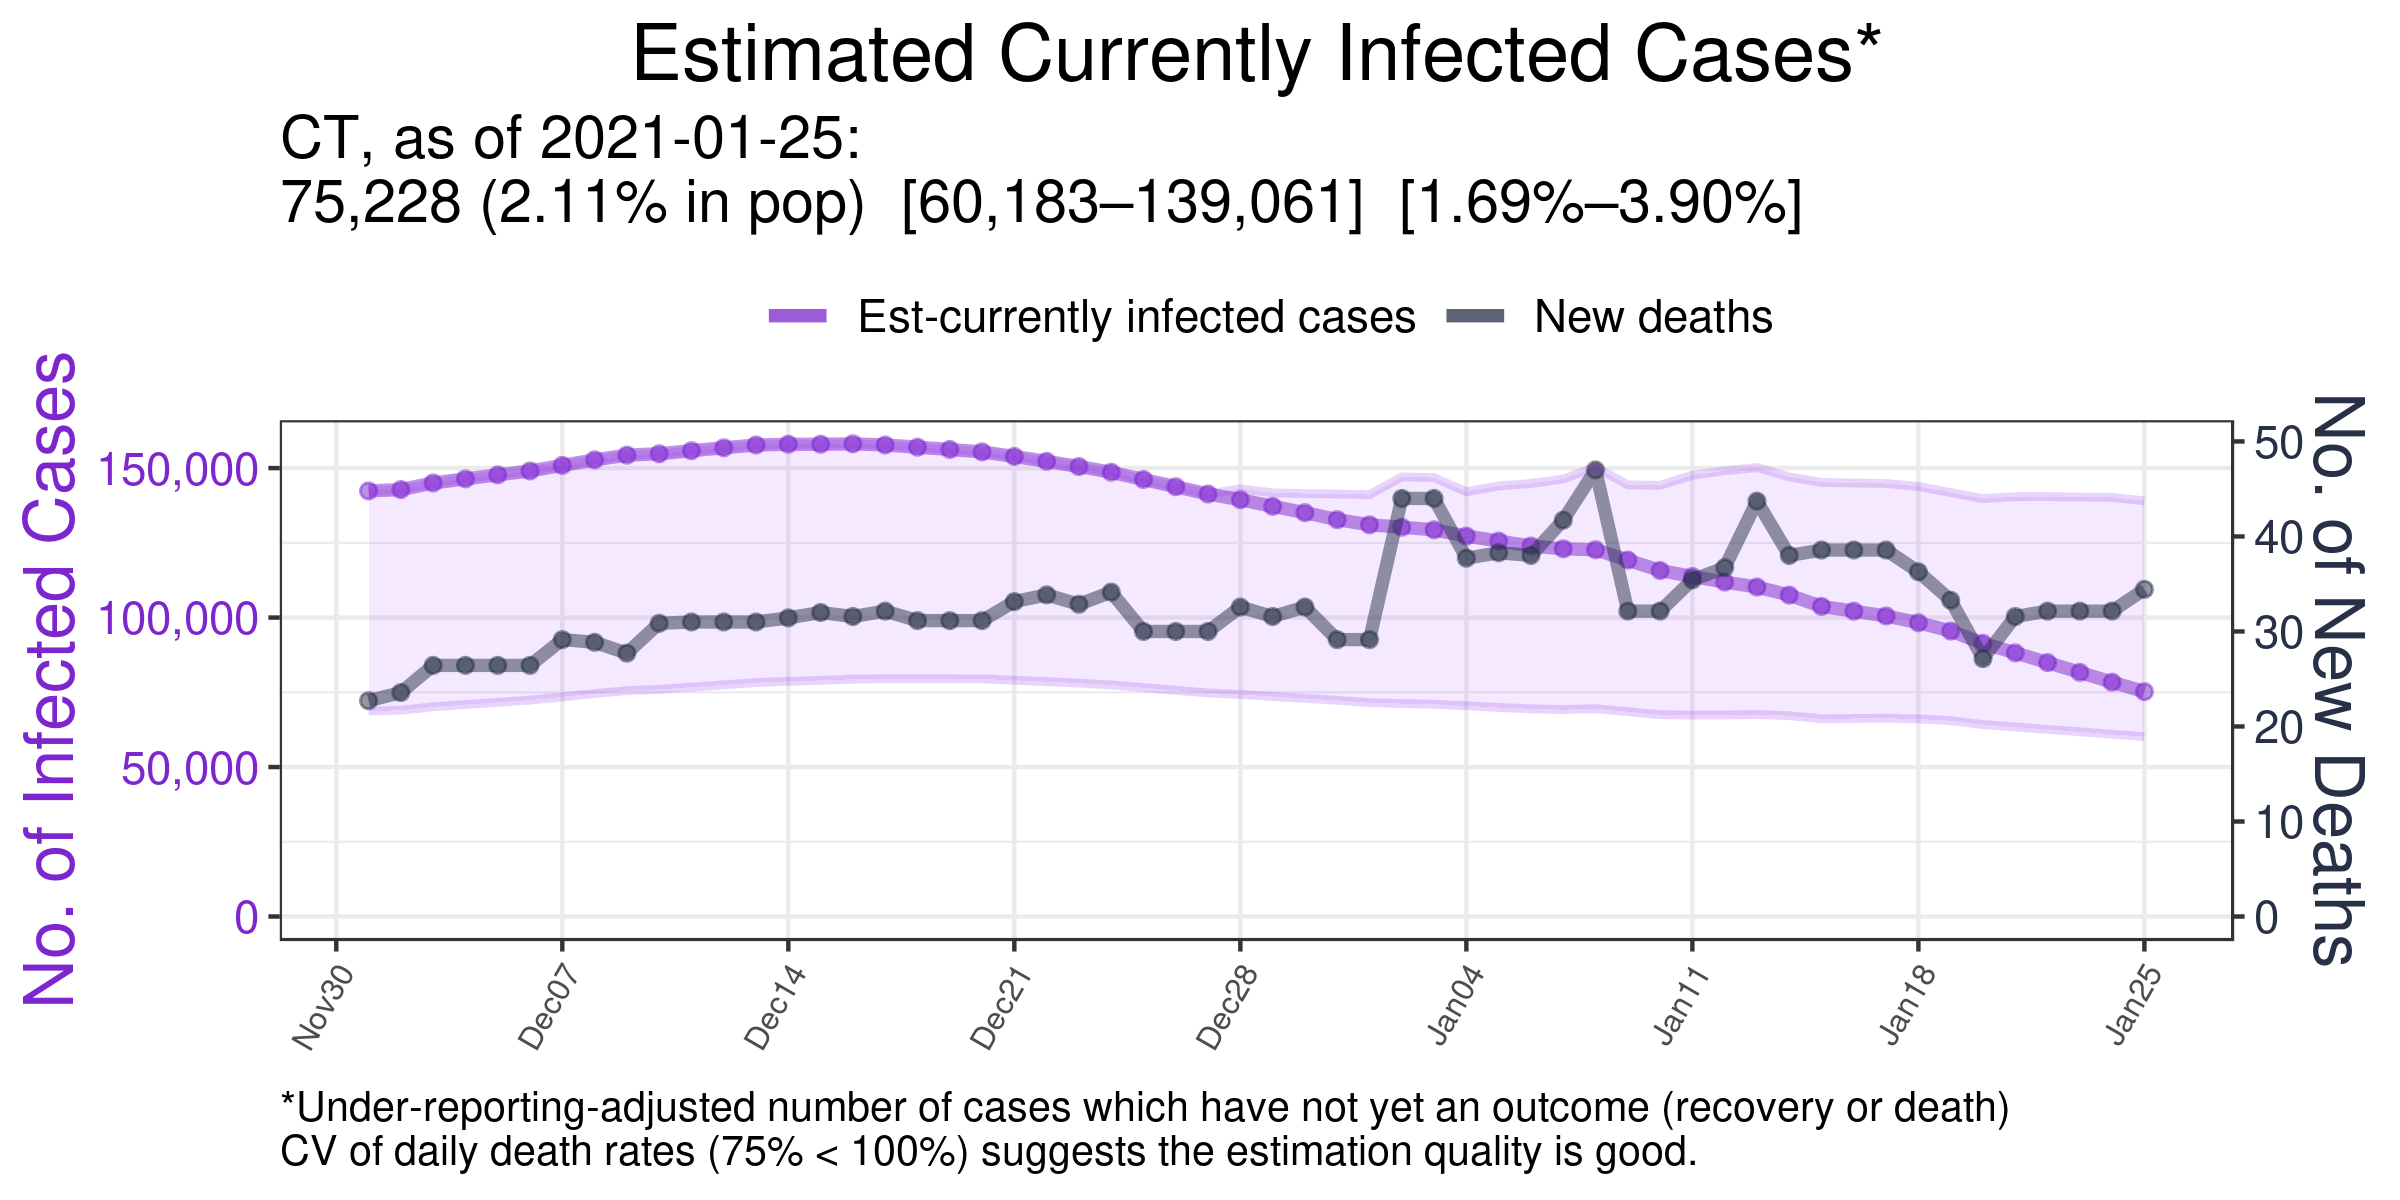 Estimated Currently Infected Cases*
CT, as of 2021-01-25:
75,228 (2.11% in pop)  [60,183–139,061]  [1.69%–3.90%]
Est-currently infected cases
New deaths
No. of Infected Cases
150,000
100,000
50,000
0
50
40
30
20
10
0
No. of New Deaths
Nov30
Dec07
Dec14
Dec21
Dec28
Jan04
Jan11
Jan18
Jan25
*Under-reporting-adjusted number of cases which have not yet an outcome (recovery or death)
CV of daily death rates (75% < 100%) suggests the estimation quality is good.